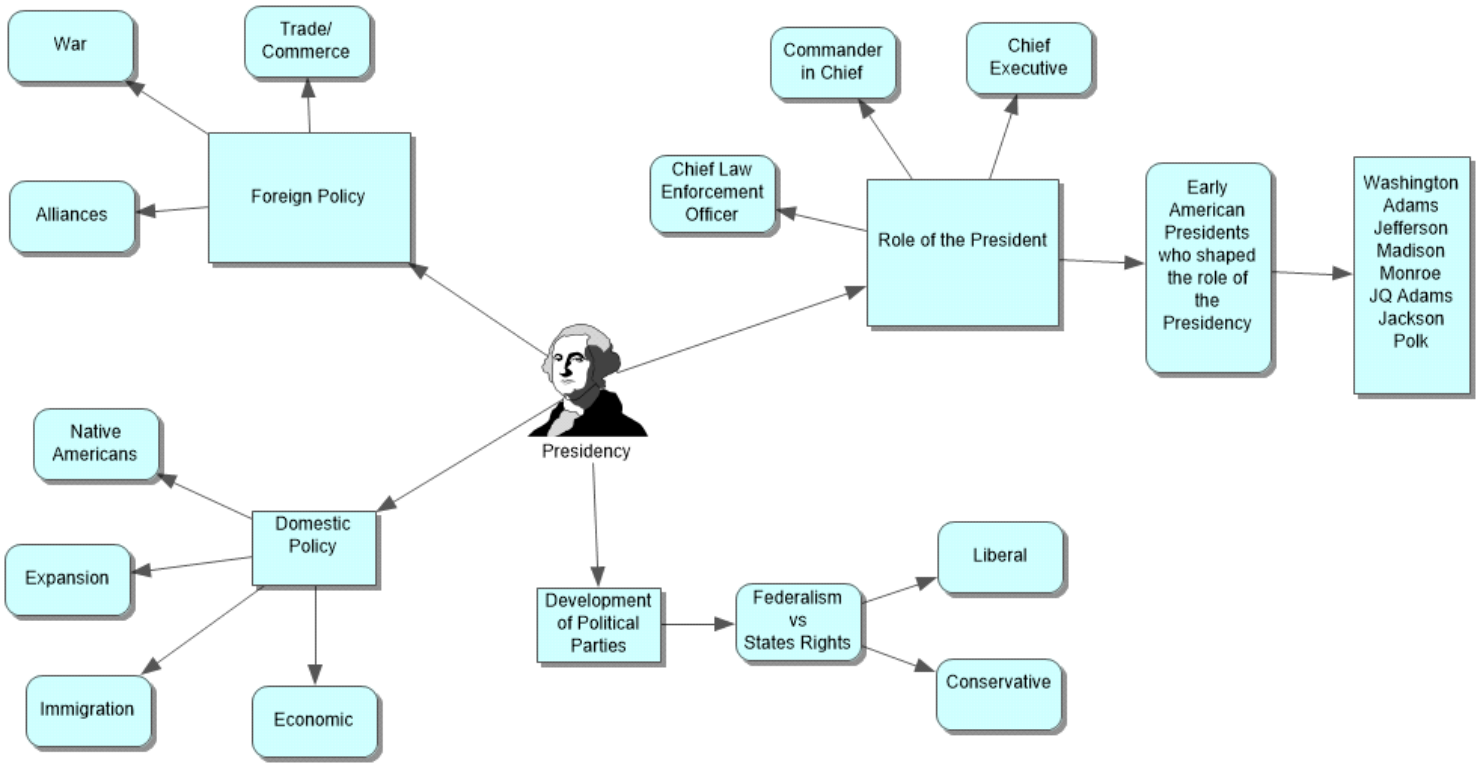 War
Trade/
Commerce
Alliances
Foreign Policy
Commander
in Chief
Chief
Executive
Chief Law
Enforcement
Officer
Role of the President
Early
American
Presidents
who shaped
the role of
the
Presidency
Washington
Adams
Jefferson
Madison
Monroe
JQ Adams
Jackson
Polk
Presidency
Native
Americans
Domestic
Policy
Expansion
Immigration
Economic
Development
of Political
Parties
Federalism
vs
States Rights
Liberal
Conservative